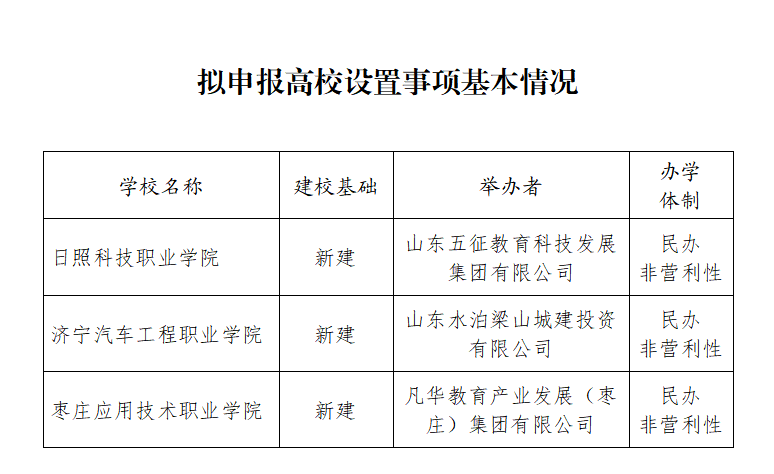 拟申报高校设置事项基本情况
学校名称 建校基础 举办者 办学
体制
日照科技职业学院 新建 山东五征教育科技发展
集团有限公司 民办
非营利性
济宁汽车工程职业学院 新建 山东水泊梁山城建投资
有限公司 民办
非营利性
枣庄应用技术职业学院 新建 凡华教育产业发展（枣
庄）集团有限公司 民办
非营利性